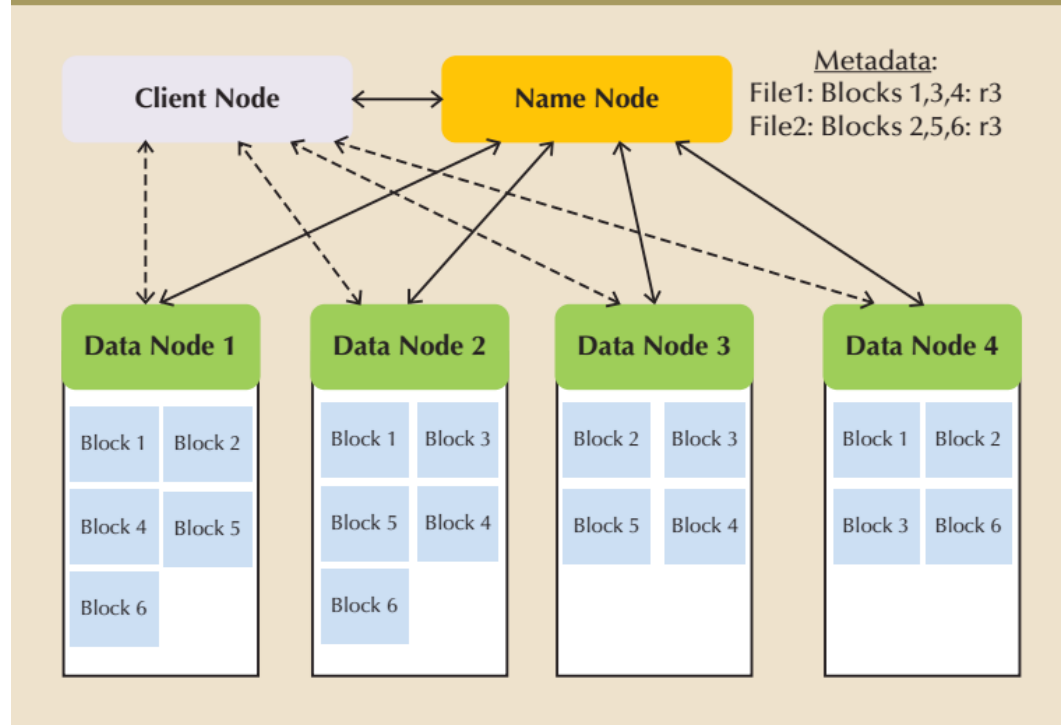 Client Node
Name Node
Metadata:
File1: Blocks 1,3,4: r3
File2: Blocks 2,5,6: r3
Data Node 1
Data Node 2
Data Node 3
Data Node 4
Block 1 Block 2
Block 4 Block 5
Block 6
Block 1 Block 3
Block 5 Block 4
Block 6
Block 2 Block 3
Block 5 Block 4
Block 1 Block 2
Block 3 Block 6